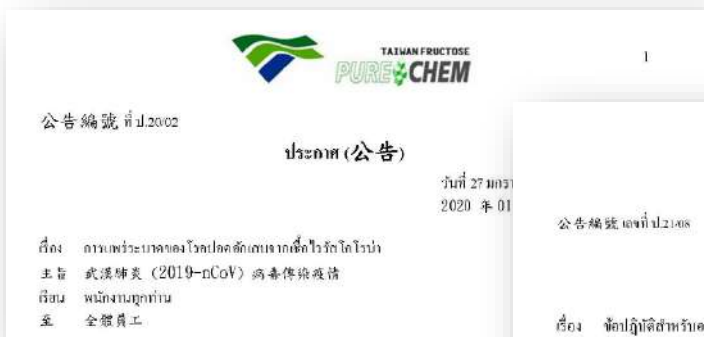 TAIWAN FRUCTOSE
PURE CHEM
1
公告編號 ที่ ป.20/02
ประกาศ (公告)
วันที่ 27 มกรา
2020 年 01
เรื่อง การแพร่ระบาดของโรคปอดอักเสบจากเชื้อไวรัสโคโรน่า
主旨 武漢肺炎 (2019-nCoV) 病毒傳染疫情
เรียน พนักงานทุกท่าน
至 全體員工
公告編號 เลขที่ ป.21/08
เรื่อง ข้อปฏิบัติสำหรับค